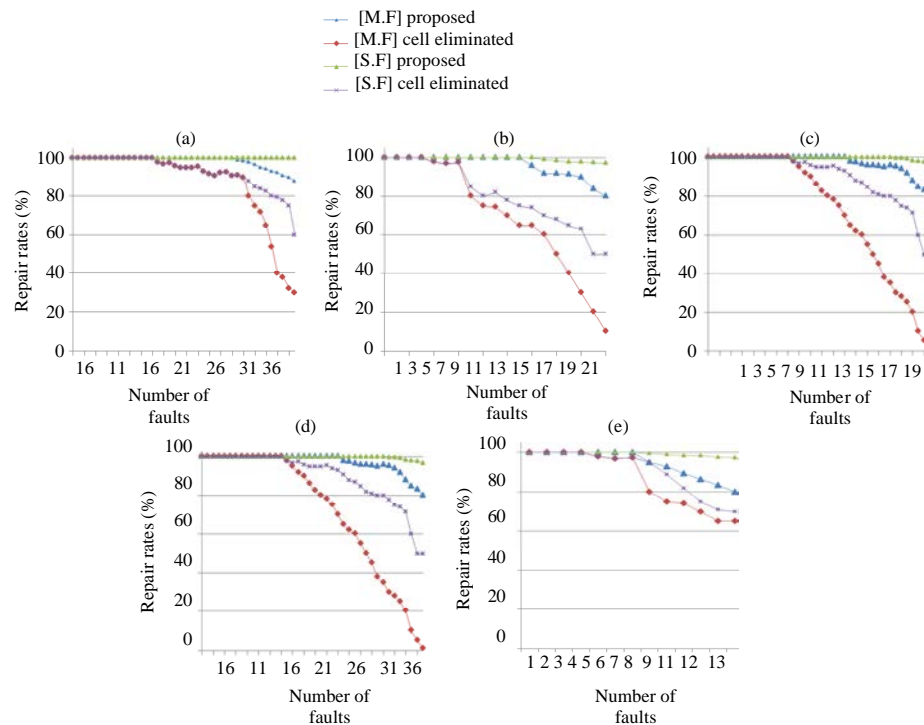 [M.F] proposed
[M.F] cell eliminated
[S.F] proposed
[S.F] cell eliminated
(a)
100
80
60
40
20
0
Repair rates (%)
16 11 16 21 26 31 36
Number of
faults
(b)
100
80
60
40
20
0
Repair rates (%)
1 3 5 7 9 11 13 15 17 19 21
Number of
faults
(c)
100
80
60
40
20
0
Repair rates (%)
1 3 1 3 5 7 9 11 13 15 17 19
Number of
faults
(d)
100
80
60
40
20
0
Repair rates (%)
16 11 16 21 26 31 36
Number of
faults
(e)
100
80
60
40
20
0
Repair rates (%)
1 2 3 4 5 6 7 8 9 11 12 13
Number of
faults